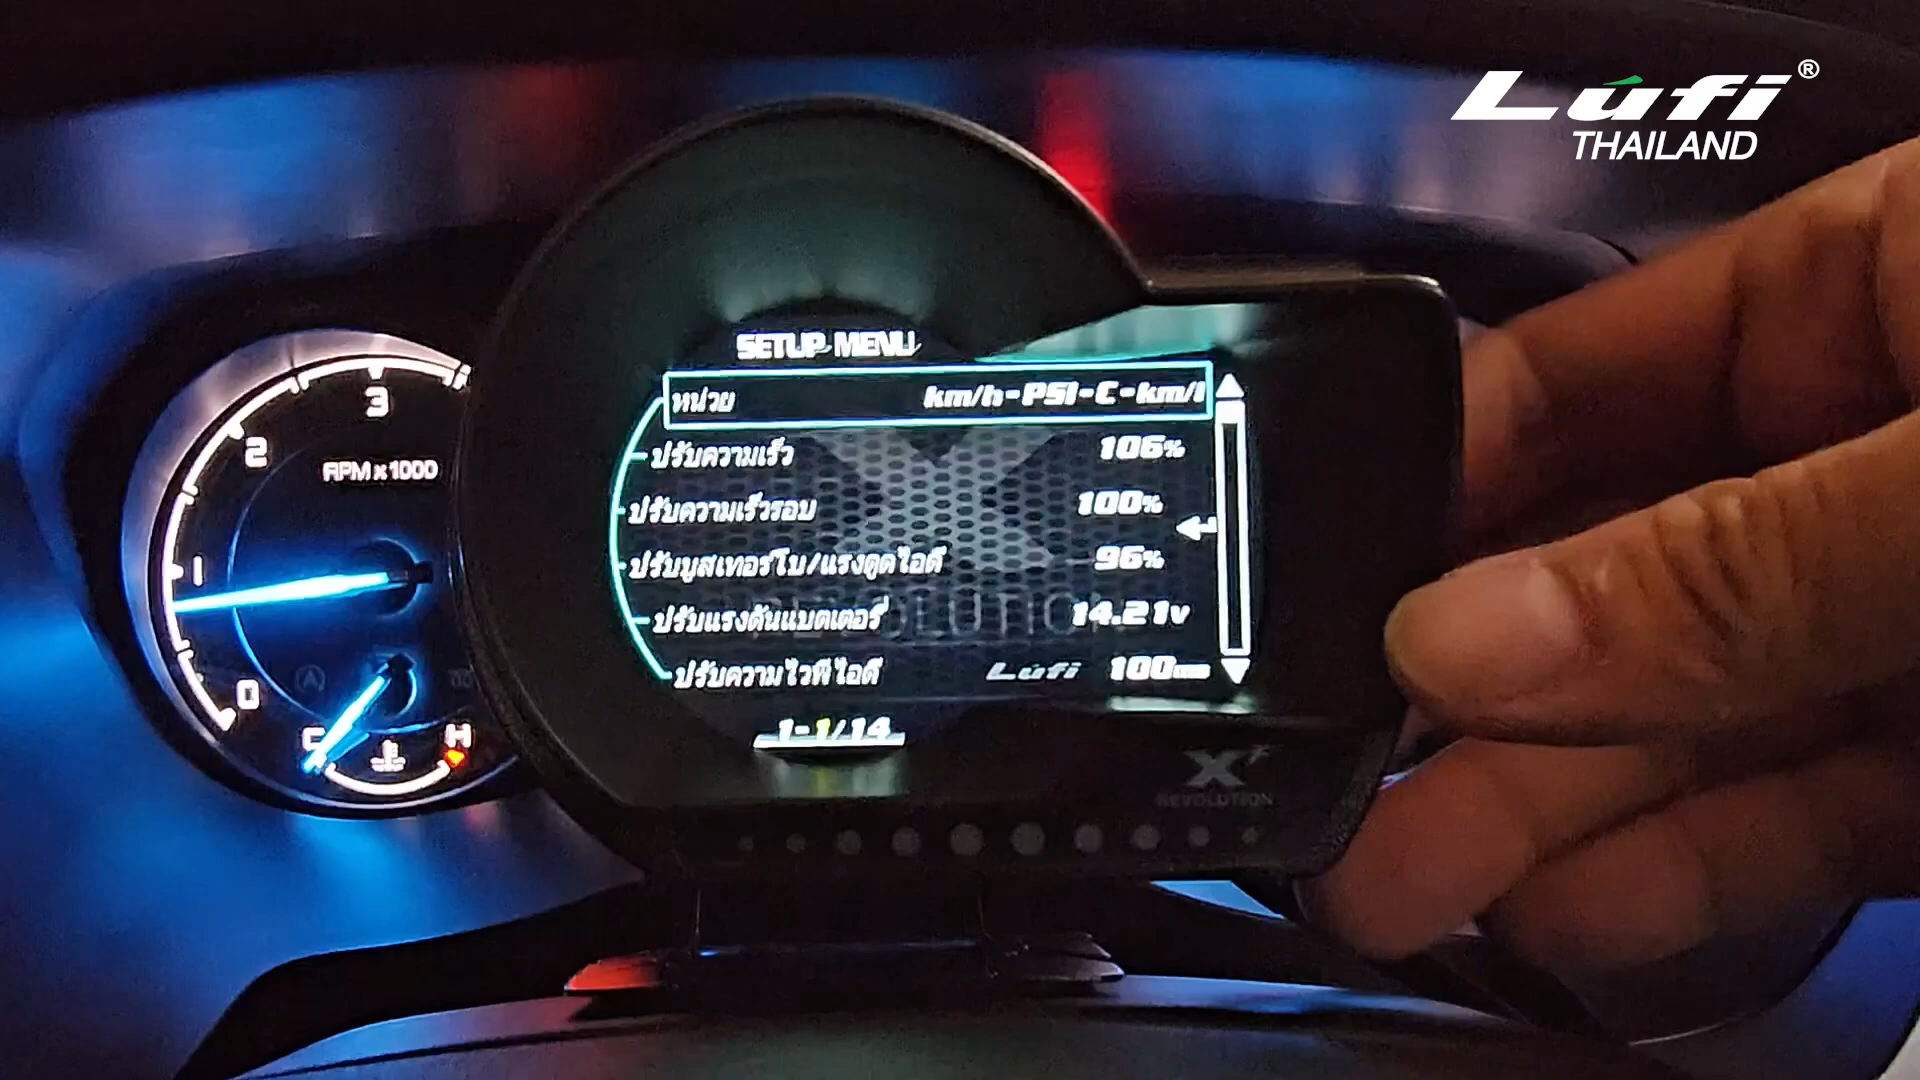 Lufi®
THAILAND
SETUP MENU
หน่วย km/h-PSI-C-km/l
ปรับความเร็ว 106%
ปรับความเร็วรอบ 100%
ปรับบูสเทอร์โบ/แรงดูดไอดี 96%
ปรับแรงดันแบตเตอรี่ 14.21v
ปรับความไวพีไอดี Lufi 100ms
1-1/14
X
REVOLUTION
3
2
RPM x 1000
1
0
C
H